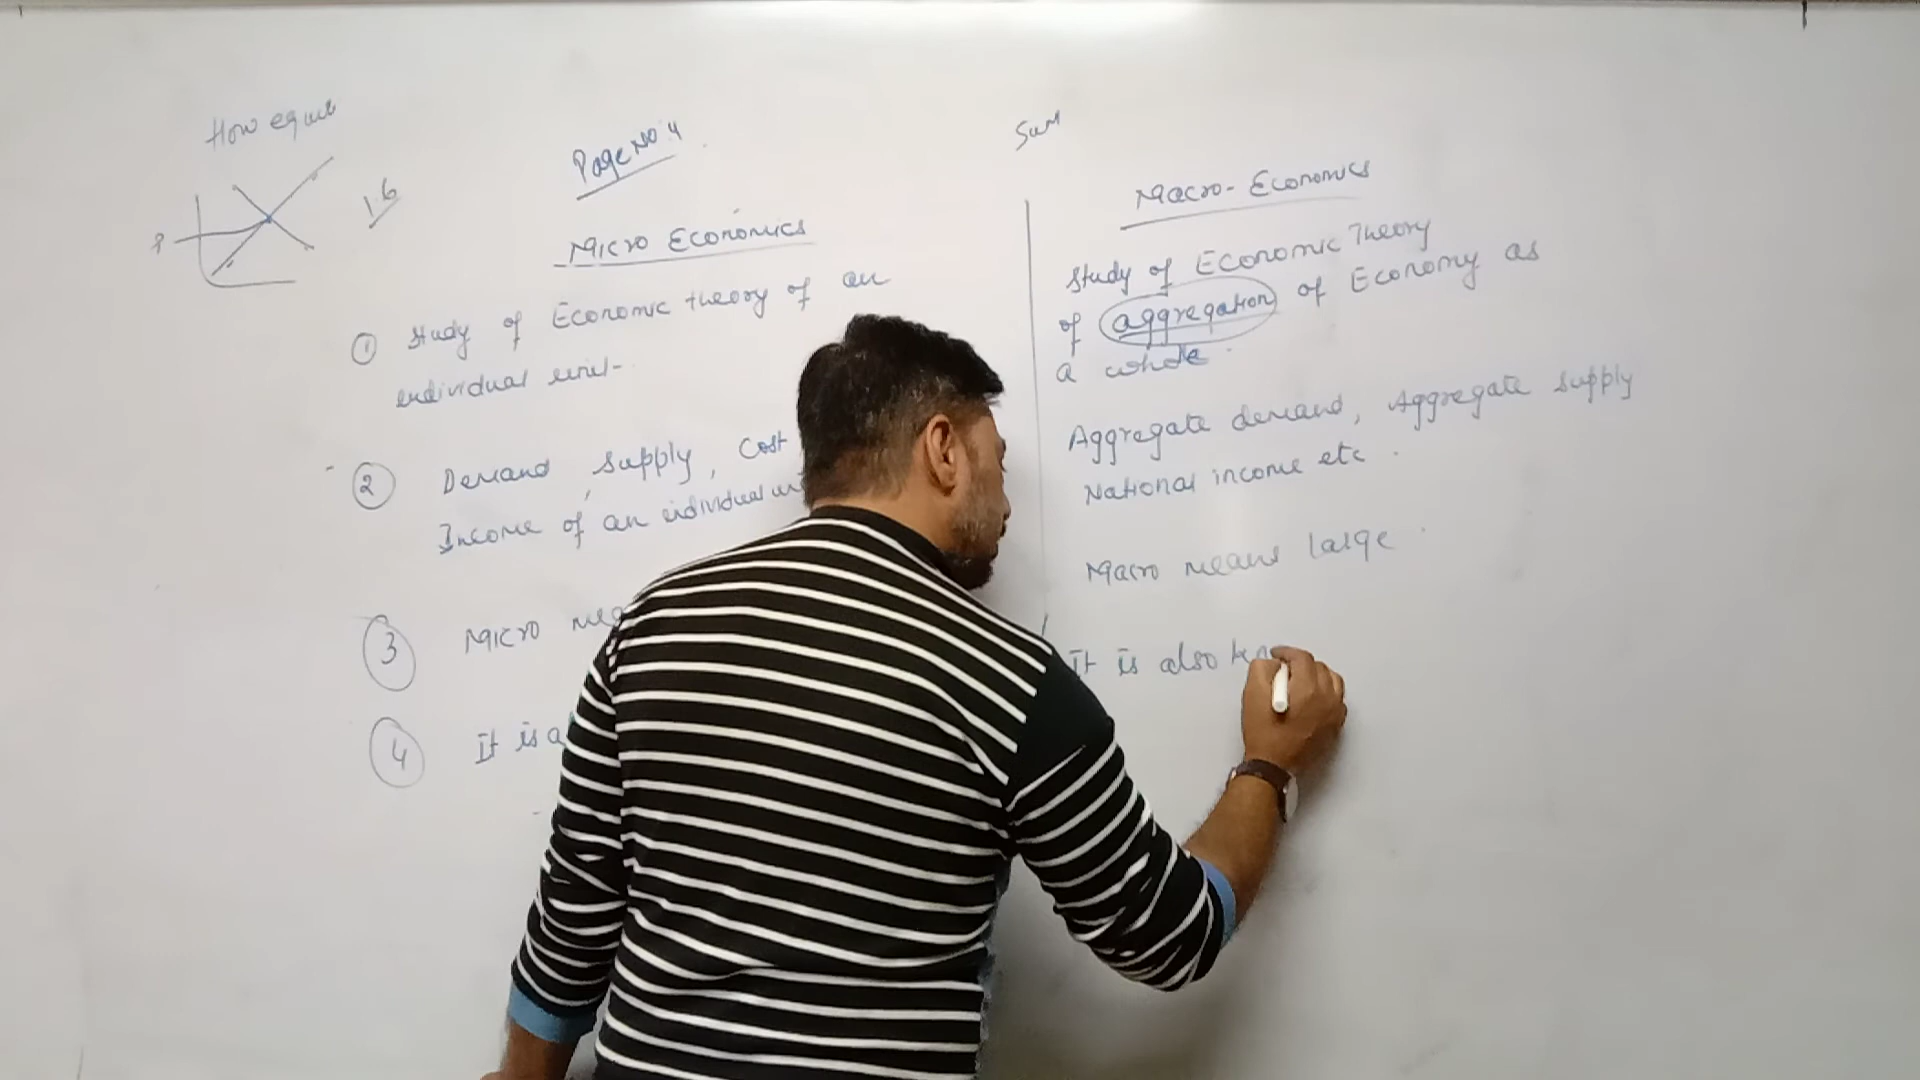 How equil
P
1.6
Page No 4
Micro Economics
① Study of Economic theory of an
individual unit-
② Demand, Supply, Cost
Income of an individual
③ Micro
④ It is
Sum
Macro- Economics
Study of Economic Theory
of aggregation of Economy as
a whole.
Aggregate demand, Aggregate Supply
National income etc.
Macro means large.
It is also